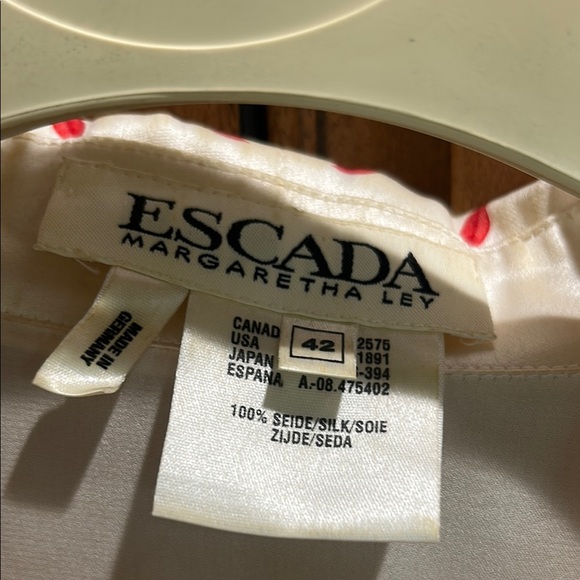 ESCADA
MARGARETHA LEY
MADE IN
GERMANY
42
CANAD 2575
USA 1891
JAPAN -394
ESPANA A.-08.475402
100% SEIDE/SILK/SOIE
ZIJDE/SEDA